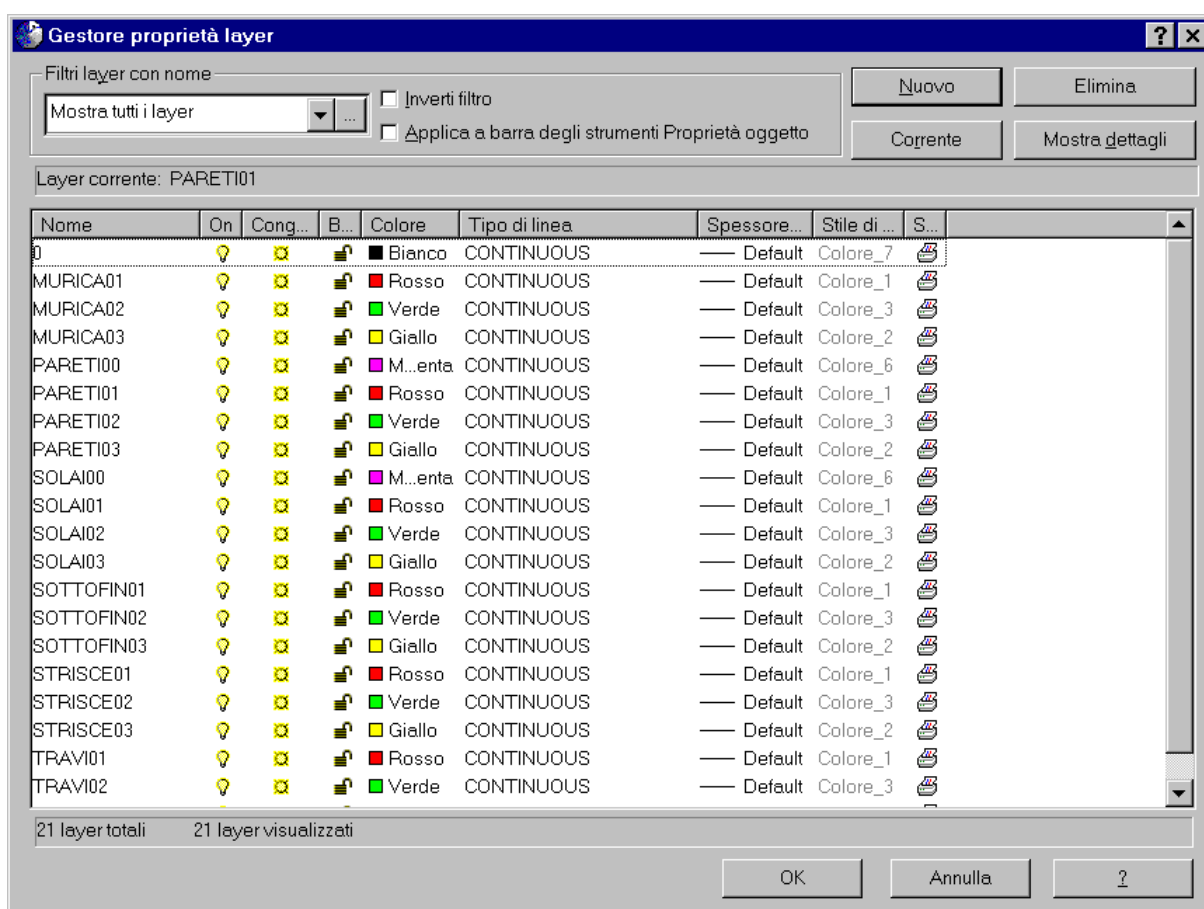 Gestore proprietà layer
Filtri layer con nome
Mostra tutti i layer
...
Inverti filtro
Applica a barra degli strumenti Proprietà oggetto
Nuovo
Elimina
Corrente
Mostra dettagli
Layer corrente: PARETI01
Nome On Cong... B... Colore Tipo di linea Spessore... Stile di ... S...
0 Bianco CONTINUOUS Default Colore_7
MURICA01 Rosso CONTINUOUS Default Colore_1
MURICA02 Verde CONTINUOUS Default Colore_3
MURICA03 Giallo CONTINUOUS Default Colore_2
PARETI00 M...enta CONTINUOUS Default Colore_6
PARETI01 Rosso CONTINUOUS Default Colore_1
PARETI02 Verde CONTINUOUS Default Colore_3
PARETI03 Giallo CONTINUOUS Default Colore_2
SOLAI00 M...enta CONTINUOUS Default Colore_6
SOLAI01 Rosso CONTINUOUS Default Colore_1
SOLAI02 Verde CONTINUOUS Default Colore_3
SOLAI03 Giallo CONTINUOUS Default Colore_2
SOTTOFIN01 Rosso CONTINUOUS Default Colore_1
SOTTOFIN02 Verde CONTINUOUS Default Colore_3
SOTTOFIN03 Giallo CONTINUOUS Default Colore_2
STRISCE01 Rosso CONTINUOUS Default Colore_1
STRISCE02 Verde CONTINUOUS Default Colore_3
STRISCE03 Giallo CONTINUOUS Default Colore_2
TRAVI01 Rosso CONTINUOUS Default Colore_1
TRAVI02 Verde CONTINUOUS Default Colore_3
21 layer totali 21 layer visualizzati
OK Annulla ?